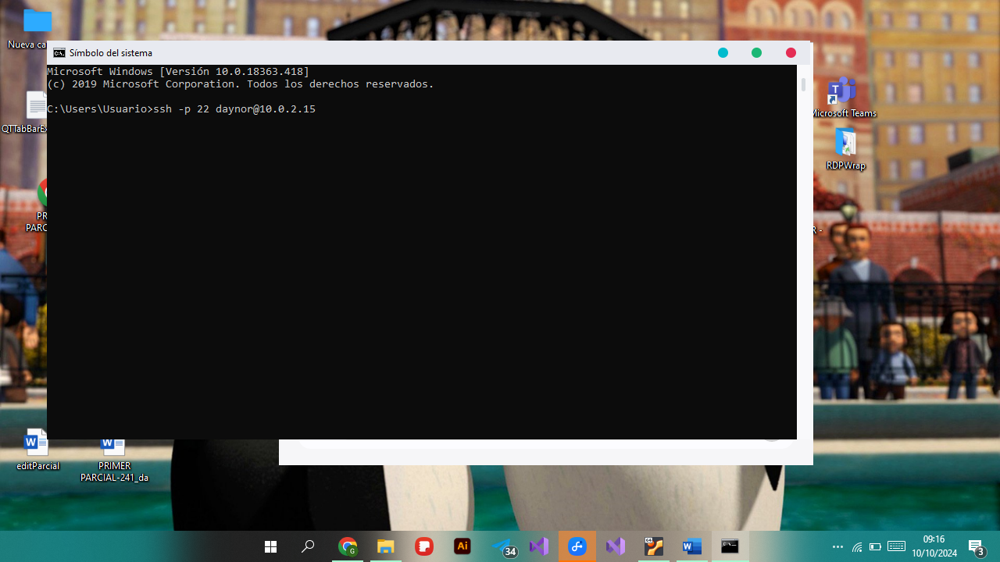 Nueva ca
Símbolo del sistema
Microsoft Windows [Versión 10.0.18363.418]
(c) 2019 Microsoft Corporation. Todos los derechos reservados.
C:\Users\Usuario>ssh -p 22 daynor@10.0.2.15
QTTabBarEx
PR
PARC
Microsoft Teams
RDPWrap
R -
editParcial
PRIMER
PARCIAL-241_da
34
09:16
10/10/2024
3